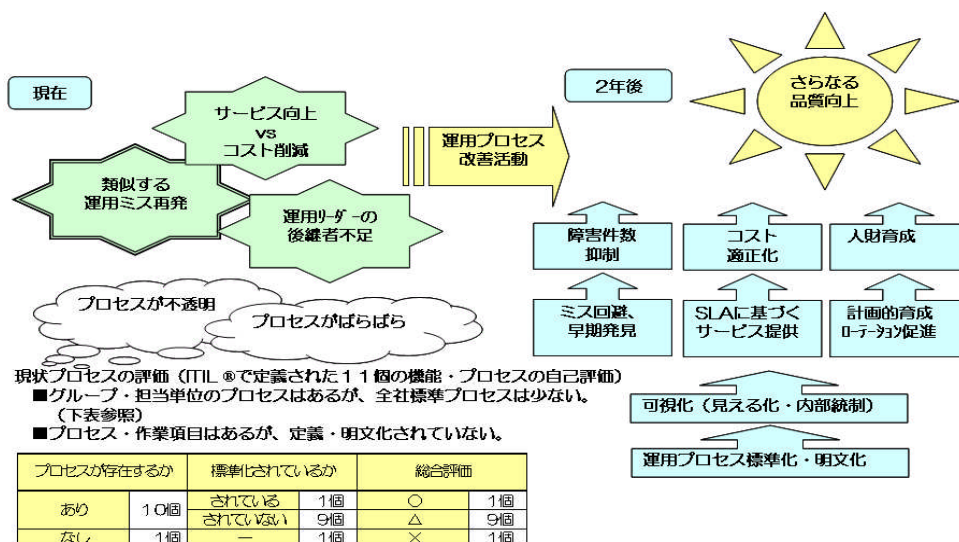 現在
サービス向上
vs
コスト削減
類似する
運用ミス再発
運用ﾘｰﾀﾞｰの
後継者不足
運用プロセス
改善活動
2年後
さらなる
品質向上
障害件数
抑制
コスト
適正化
人財育成
ミス回避、
早期発見
SLAに基づく
サービス提供
計画的育成
ﾛｰﾃｰｼｮﾝ促進
可視化（見える化・内部統制）
運用プロセス標準化・明文化
プロセスが不透明
プロセスがばらばら
現状プロセスの評価（ITIL ®で定義された１１個の機能・プロセスの自己評価）
■グループ・担当単位のプロセスはあるが、全社標準プロセスは少ない。
（下表参照）
■プロセス・作業項目はあるが、定義・明文化されていない。
プロセスが存在するか 標準化されているか 総合評価
あり 10個 されている 1個 ○ 1個
されていない 9個 △ 9個
なし 1個 － 1個 × 1個